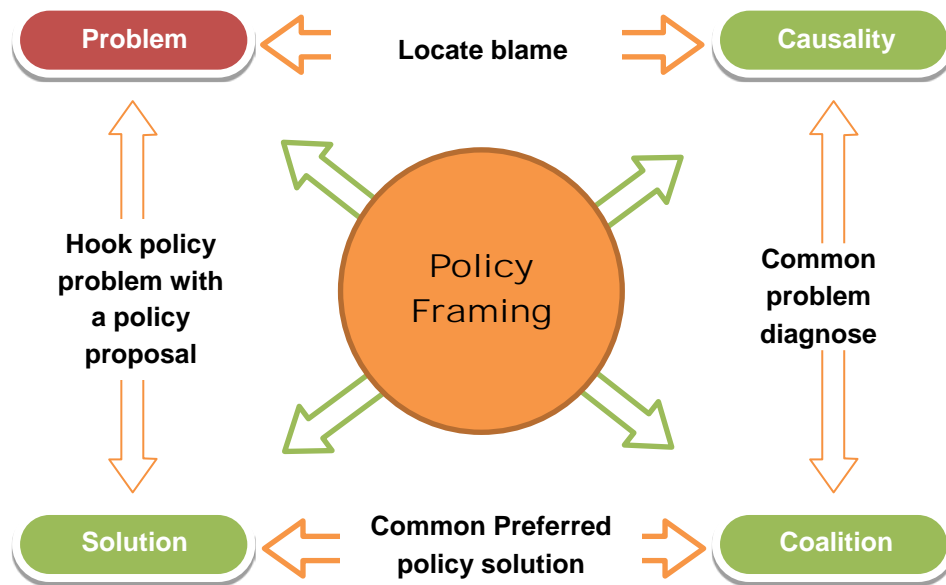 Problem
Locate blame
Causality
Hook policy
problem with
a policy
proposal
Policy
Framing
Common
problem
diagnose
Solution
Common Preferred
policy solution
Coalition